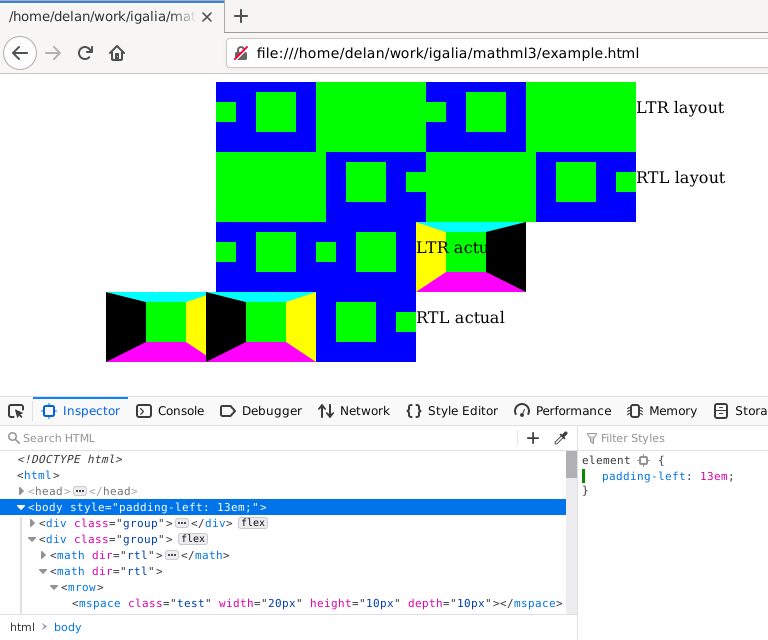 /home/delan/work/igalia/mat
file:///home/delan/work/igalia/mathml3/example.html
LTR layout
RTL layout
LTR actu
RTL actual
Inspector Console Debugger Network Style Editor Performance Memory Stora
Search HTML
Filter Styles
<!DOCTYPE html>
<html>
<head>⋯</head>
<body style="padding-left: 13em;">
<div class="group">⋯</div> flex
<div class="group"> flex
<math dir="rtl">⋯</math>
<math dir="rtl">
<mrow>
<mspace class="test" width="20px" height="10px" depth="10px"></mspace>
element {
padding-left: 13em;
}
html > body